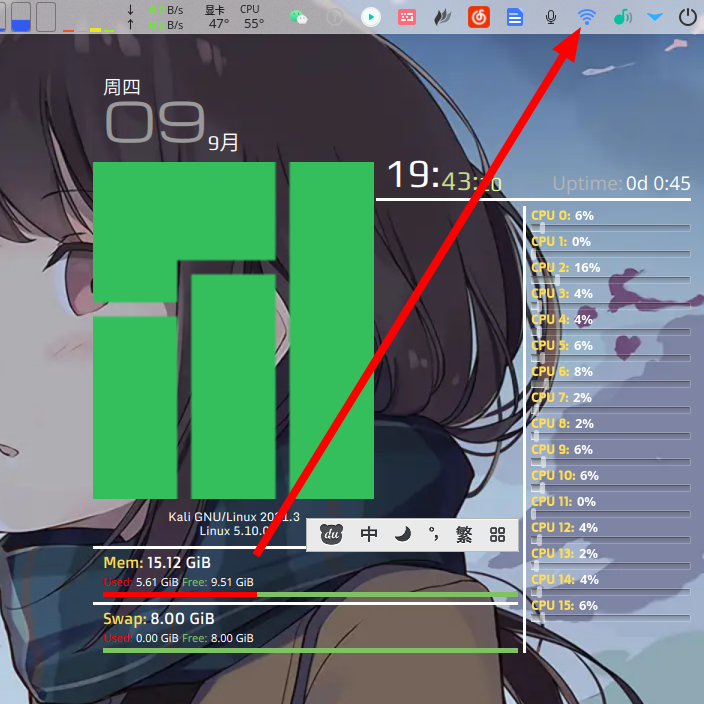 ↓ B/s 显卡 CPU
↑ B/s 47° 55°
周四
09 9月
19:43:20 Uptime: 0d 0:45
CPU 0: 6%
CPU 1: 0%
CPU 2: 16%
CPU 3: 4%
CPU 4: 4%
CPU 5: 6%
CPU 6: 8%
CPU 7: 2%
CPU 8: 2%
CPU 9: 6%
CPU 10: 6%
CPU 11: 0%
CPU 12: 4%
CPU 13: 2%
CPU 14: 4%
CPU 15: 6%
Kali GNU/Linux 2021.3
Linux 5.10.0
du 中 °, 繁
Mem: 15.12 GiB
Used: 5.61 GiB Free: 9.51 GiB
Swap: 8.00 GiB
Used: 0.00 GiB Free: 8.00 GiB